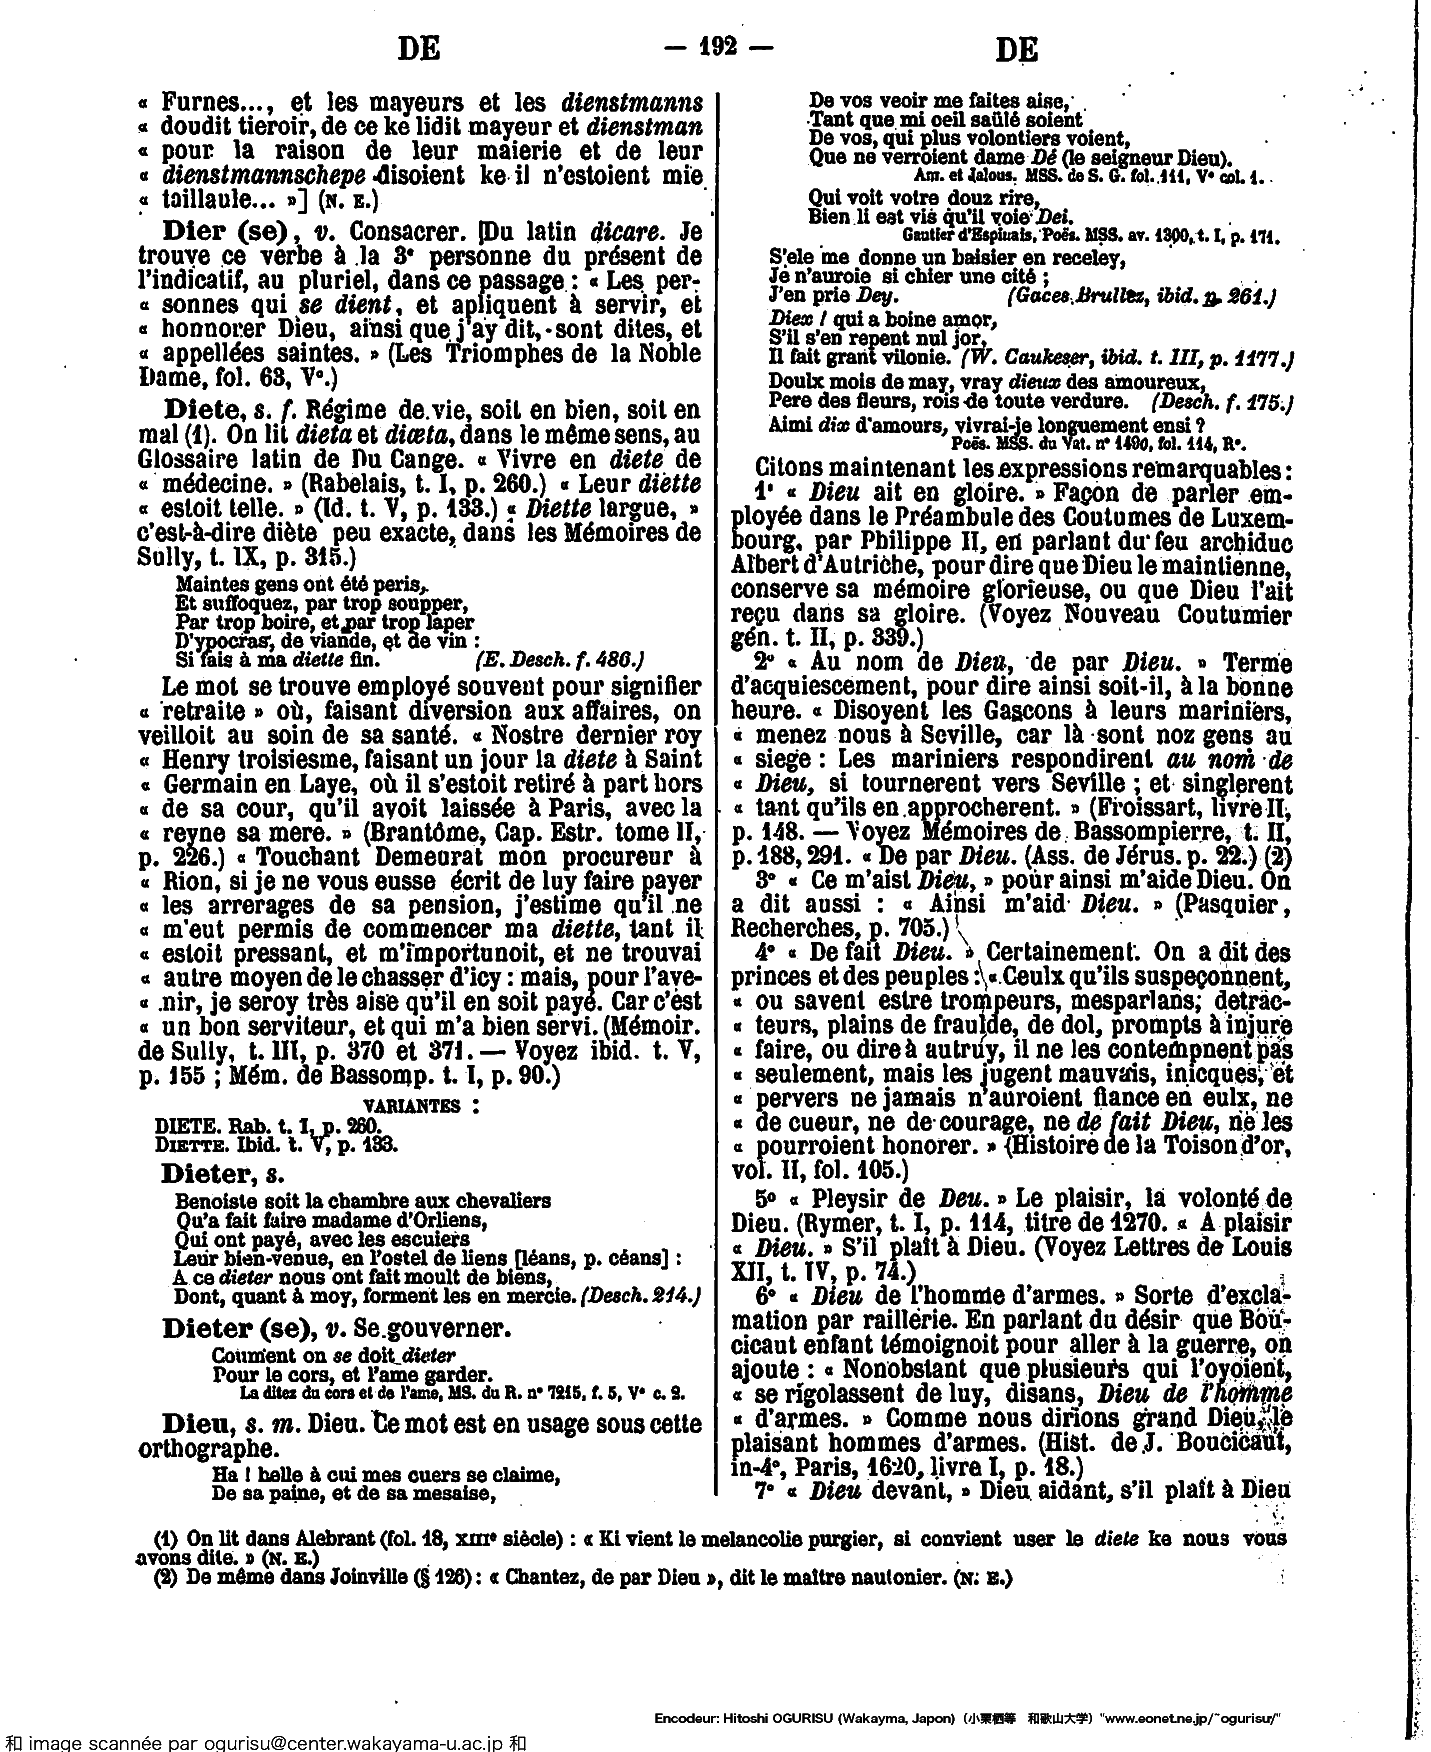 DE
— 192 —
DE
« Furnes..., et les mayeurs et les dienstmanns
« doudit tieroir, de ce ke lidit mayeur et dienstman
« pour la raison de leur maierie et de leur
« dienstmannschepe disoient ke il n'estoient mie
« taillaule... »] (N. E.)
Dier (se), v. Consacrer. [Du latin dicare. Je
trouve ce verbe à la 3e personne du présent de
l'indicatif, au pluriel, dans ce passage : « Les per-
« sonnes qui se dient, et apliquent à servir, et
« honnorer Dieu, ainsi que j'ay dit, sont dites, et
« appellées saintes. » (Les Triomphes de la Noble
Dame, fol. 63, Vo.)
Diete, s. f. Régime de vie, soit en bien, soit en
mal (1). On lit dieta et diæta, dans le même sens, au
Glossaire latin de Du Cange. « Vivre en diete de
« médecine. » (Rabelais, t. I, p. 260.) « Leur diette
« estoit telle. » (Id. t. V, p. 133.) « Diette largue, »
c'est-à-dire diète peu exacte, dans les Mémoires de
Sully, t. IX, p. 315.)
Maintes gens ont été peris,
Et suffoquez, par trop soupper,
Par trop boire, et par trop laper
D'ypocras, de viande, et de vin :
Si fais à ma diette fin. (E. Desch. f. 486.)
Le mot se trouve employé souvent pour signifier
« retraite » où, faisant diversion aux affaires, on
veilloit au soin de sa santé. « Nostre dernier roy
« Henry troisiesme, faisant un jour la diete à Saint
« Germain en Laye, où il s'estoit retiré à part hors
« de sa cour, qu'il avoit laissée à Paris, avec la
« reyne sa mere. » (Brantôme, Cap. Estr. tome II,
p. 226.) « Touchant Demeurat mon procureur à
« Rion, si je ne vous eusse écrit de luy faire payer
« les arrerages de sa pension, j'estime qu'il ne
« m'eut permis de commencer ma diette, tant il
« estoit pressant, et m'importunoit, et ne trouvai
« autre moyen de le chasser d'icy : mais, pour l'ave-
« nir, je seroy très aise qu'il en soit payé. Car c'est
« un bon serviteur, et qui m'a bien servi. (Mémoir.
de Sully, t. III, p. 370 et 371. — Voyez ibid. t. V,
p. 155 ; Mém. de Bassomp. t. I, p. 90.)
VARIANTES :
DIETE. Rab. t. I, p. 260.
DIETTE. Ibid. t. V, p. 133.
Dieter, s.
Benoiste soit la chambre aux chevaliers
Qu'a fait faire madame d'Orliens,
Qui ont payé, avec les escuiers
Leur bien-venue, en l'ostel de liens [léans, p. céans] :
A ce dieter nous ont fait moult de biens,
Dont, quant à moy, forment les en mercie. (Desch. 214.)
Dieter (se), v. Se gouverner.
Coument on se doit dieter
Pour le cors, et l'ame garder.
La ditez du cors et de l'ame, MS. du R. no 7215, f. 5, Vo c. 2.
Dieu, s. m. Dieu. Ce mot est en usage sous cette
orthographe.
Ha ! belle à cui mes cuers se claime,
De sa paine, et de sa mesaise,
De vos veoir me faites aise,
Tant que mi oeil saülé soient
De vos, qui plus volontiers voient,
Que ne verroient dame Dé (le seigneur Dieu).
Am. et Jalous. MSS. de S. G. fol. 111, Vo col. 1.
Qui voit votre douz rire,
Bien li est vis qu'il voie Dei.
Gautier d'Espinais, Poës. MSS. av. 1300, t. I, p. 171.
S'ele me donne un baisier en receley,
Je n'auroie si chier une cité ;
J'en prie Dey. (Gaces Brullez, ibid. p. 261.)
Diex ! qui a boine amor,
S'il s'en repent nul jor,
Il fait grant vilonie. (W. Caukeser, ibid. t. III, p. 1177.)
Doulx mois de may, vray dieux des amoureux,
Pere des fleurs, rois de toute verdure. (Desch. f. 175.)
Aimi dix d'amours, vivrai-je longuement ensi ?
Poës. MSS. du Vat. no 1490, fol. 114, Ro.
Citons maintenant les expressions remarquables :
1o « Dieu ait en gloire. » Façon de parler em-
ployée dans le Préambule des Coutumes de Luxem-
bourg, par Philippe II, en parlant du feu archiduc
Albert d'Autriche, pour dire que Dieu le maintienne,
conserve sa mémoire glorieuse, ou que Dieu l'ait
reçu dans sa gloire. (Voyez Nouveau Coutumier
gén. t. II, p. 339.)
2o « Au nom de Dieu, de par Dieu. » Terme
d'acquiescement, pour dire ainsi soit-il, à la bonne
heure. « Disoyent les Gascons à leurs mariniers,
« menez nous à Seville, car là sont noz gens au
« siege : Les mariniers respondirent au nom de
« Dieu, si tournerent vers Seville ; et singlerent
« tant qu'ils en approcherent. » (Froissart, livre II,
p. 148. — Voyez Mémoires de Bassompierre, t. II,
p. 188, 291. « De par Dieu. (Ass. de Jérus. p. 22.) (2)
3o « Ce m'aist Dieu, » pour ainsi m'aide Dieu. On
a dit aussi : « Ainsi m'aid Dieu. » (Pasquier,
Recherches, p. 705.)
4o « De fait Dieu. » Certainement. On a dit des
princes et des peuples : « Ceulx qu'ils suspeçonnent,
« ou savent estre trompeurs, mesparlans, detrac-
« teurs, plains de fraulde, de dol, prompts à injure
« faire, ou dire à autruy, il ne les contempnent pas
« seulement, mais les jugent mauvais, inicques, et
« pervers ne jamais n'auroient fiance en eulx, ne
« de cueur, ne de courage, ne de fait Dieu, ne les
« pourroient honorer. » (Histoire de la Toison d'or,
vol. II, fol. 105.)
5o « Pleysir de Deu. » Le plaisir, la volonté de
Dieu. (Rymer, t. I, p. 114, titre de 1270. « A plaisir
« Dieu. » S'il plaît à Dieu. (Voyez Lettres de Louis
XII, t. IV, p. 74.)
6o « Dieu de l'homme d'armes. » Sorte d'excla-
mation par raillerie. En parlant du désir que Bou-
cicaut enfant témoignoit pour aller à la guerre, on
ajoute : « Nonobstant que plusieurs qui l'oyoient,
« se rigolassent de luy, disans, Dieu de l'homme
« d'armes. » Comme nous dirions grand Dieu, le
plaisant hommes d'armes. (Hist. de J. Boucicaut,
in-4o, Paris, 1620, livre I, p. 18.)
7o « Dieu devant, » Dieu aidant, s'il plaît à Dieu
(1) On lit dans Alebrant (fol. 18, XIIIe siècle) : « Ki vient le melancolie purgier, si convient user le diete ke nous vous
avons dite. » (N. E.)
(2) De même dans Joinville (§ 126) : « Chantez, de par Dieu », dit le maître nautonier. (N. E.)
Encodeur: Hitoshi OGURISU (Wakayma, Japon) (小栗栖等 和歌山大学) "www.eonet.ne.jp/~ogurisu/"
和 image scannée par ogurisu@center.wakayama-u.ac.jp 和